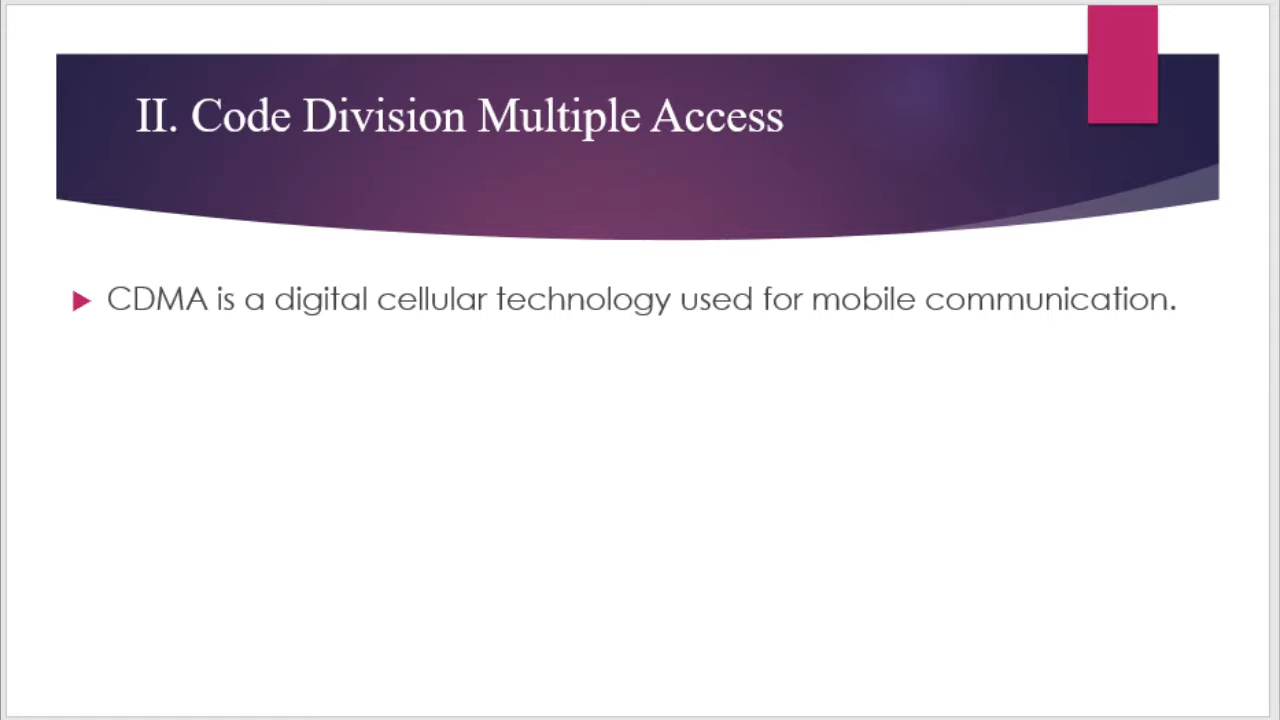 II. Code Division Multiple Access
CDMA is a digital cellular technology used for mobile communication.